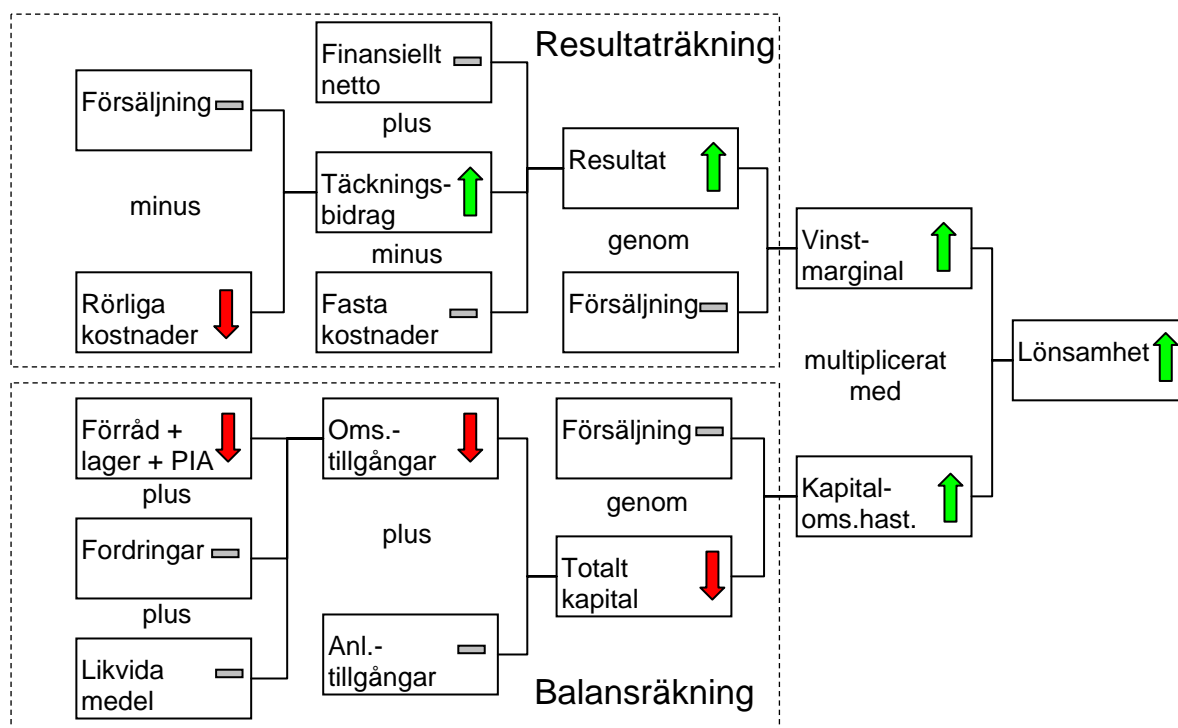 Resultaträkning
Finansiellt
netto
Försäljning
plus
Resultat
Täcknings-
bidrag
minus
minus
genom
Vinst-
marginal
Rörliga
kostnader
Fasta
kostnader
Försäljning
multiplicerat
med
Lönsamhet
Förråd +
lager + PIA
Oms.-
tillgångar
Försäljning
plus
genom
Kapital-
oms.hast.
Fordringar
plus
Totalt
kapital
plus
Likvida
medel
Anl.-
tillgångar
Balansräkning